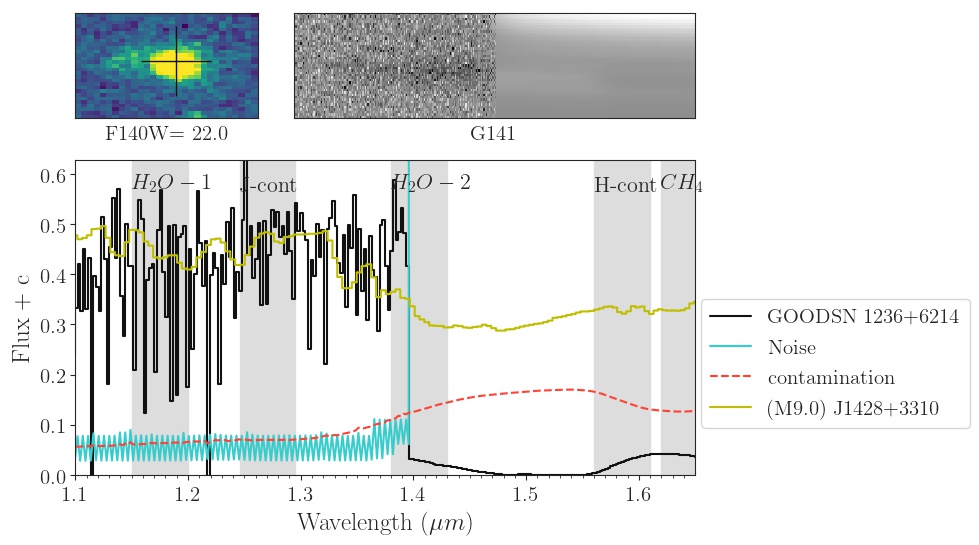 F140W= 22.0
G141
H₂O − 1
J-cont
H₂O − 2
H-cont
CH₄
0.6
0.5
0.4
0.3
0.2
0.1
0.0
Flux + c
1.1
1.2
1.3
1.4
1.5
1.6
Wavelength (μm)
GOODSN 1236+6214
Noise
contamination
(M9.0) J1428+3310